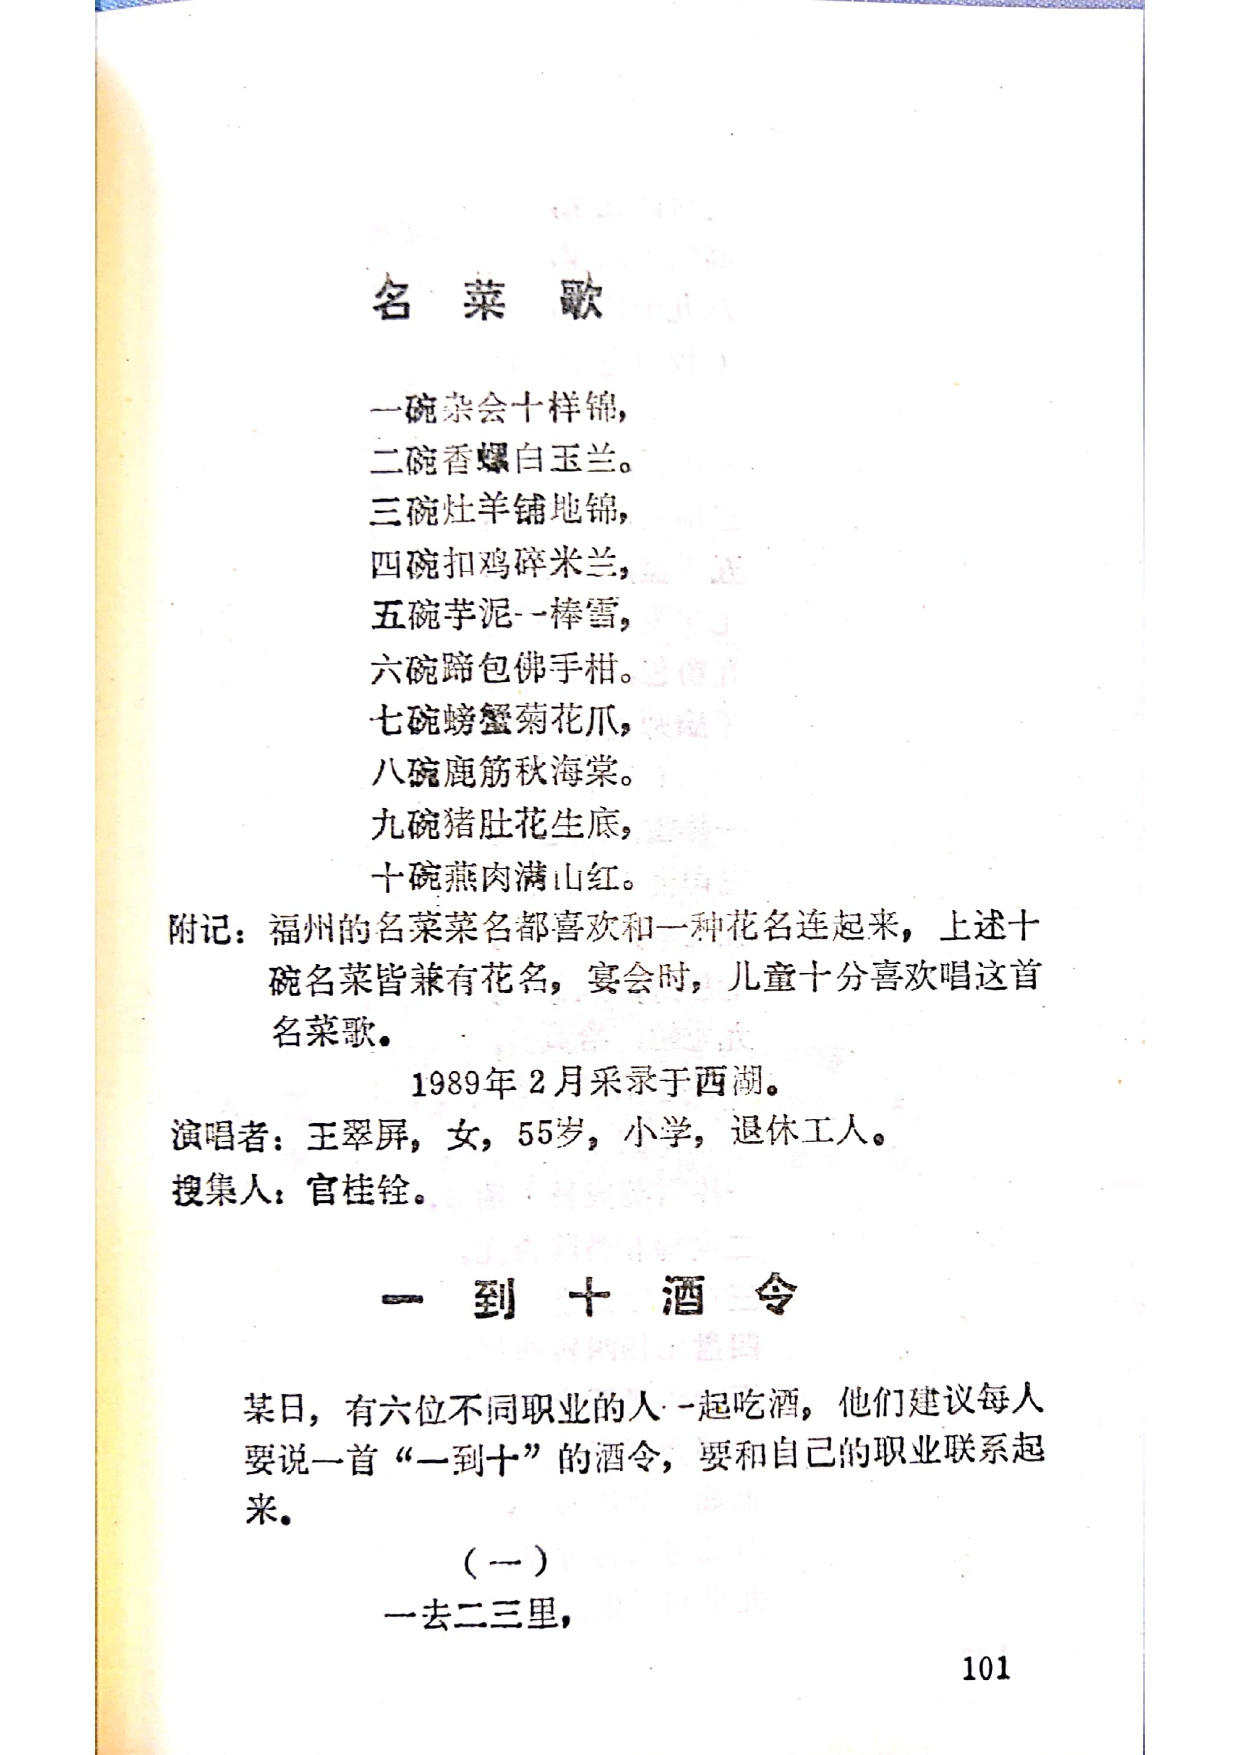 名菜歌
一碗杂会十样锦，
二碗香螺白玉兰。
三碗灶羊铺地锦，
四碗扣鸡碎米兰，
五碗芋泥一棒雪，
六碗蹄包佛手柑。
七碗螃蟹菊花爪，
八碗鹿筋秋海棠。
九碗猪肚花生底，
十碗燕肉满山红。
附记：福州的名菜菜名都喜欢和一种花名连起来，上述十
碗名菜皆兼有花名，宴会时，儿童十分喜欢唱这首
名菜歌。
1989年2月采录于西湖。
演唱者：王翠屏，女，55岁，小学，退休工人。
搜集人：官桂铨。
一到十酒令
某日，有六位不同职业的人一起吃酒，他们建议每人
要说一首“一到十”的酒令，要和自己的职业联系起
来。
（一）
一去二三里，
101